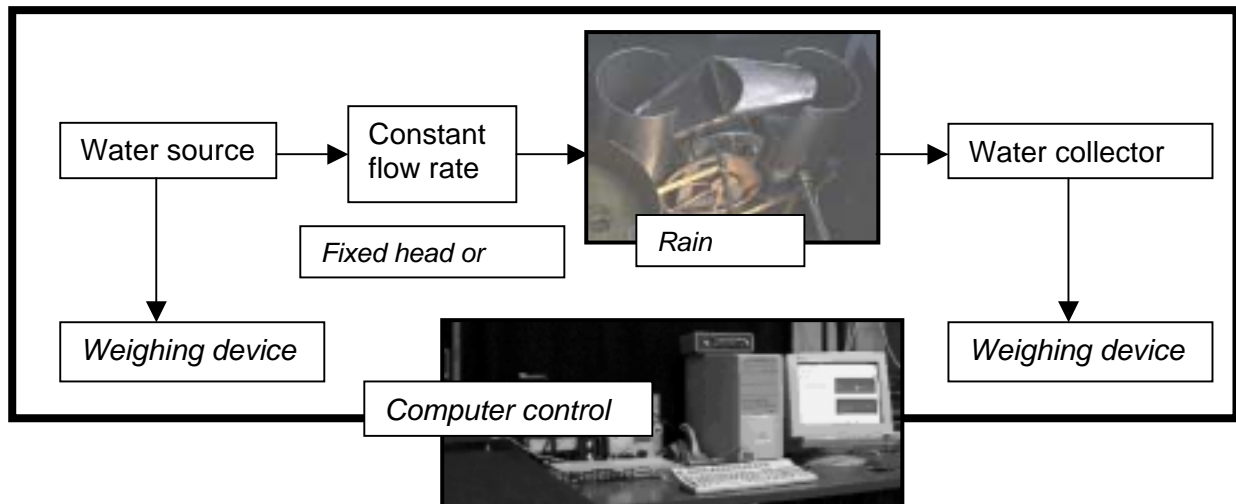 Water source
Constant
flow rate
Water collector
Fixed head or
Rain
Weighing device
Weighing device
Computer control